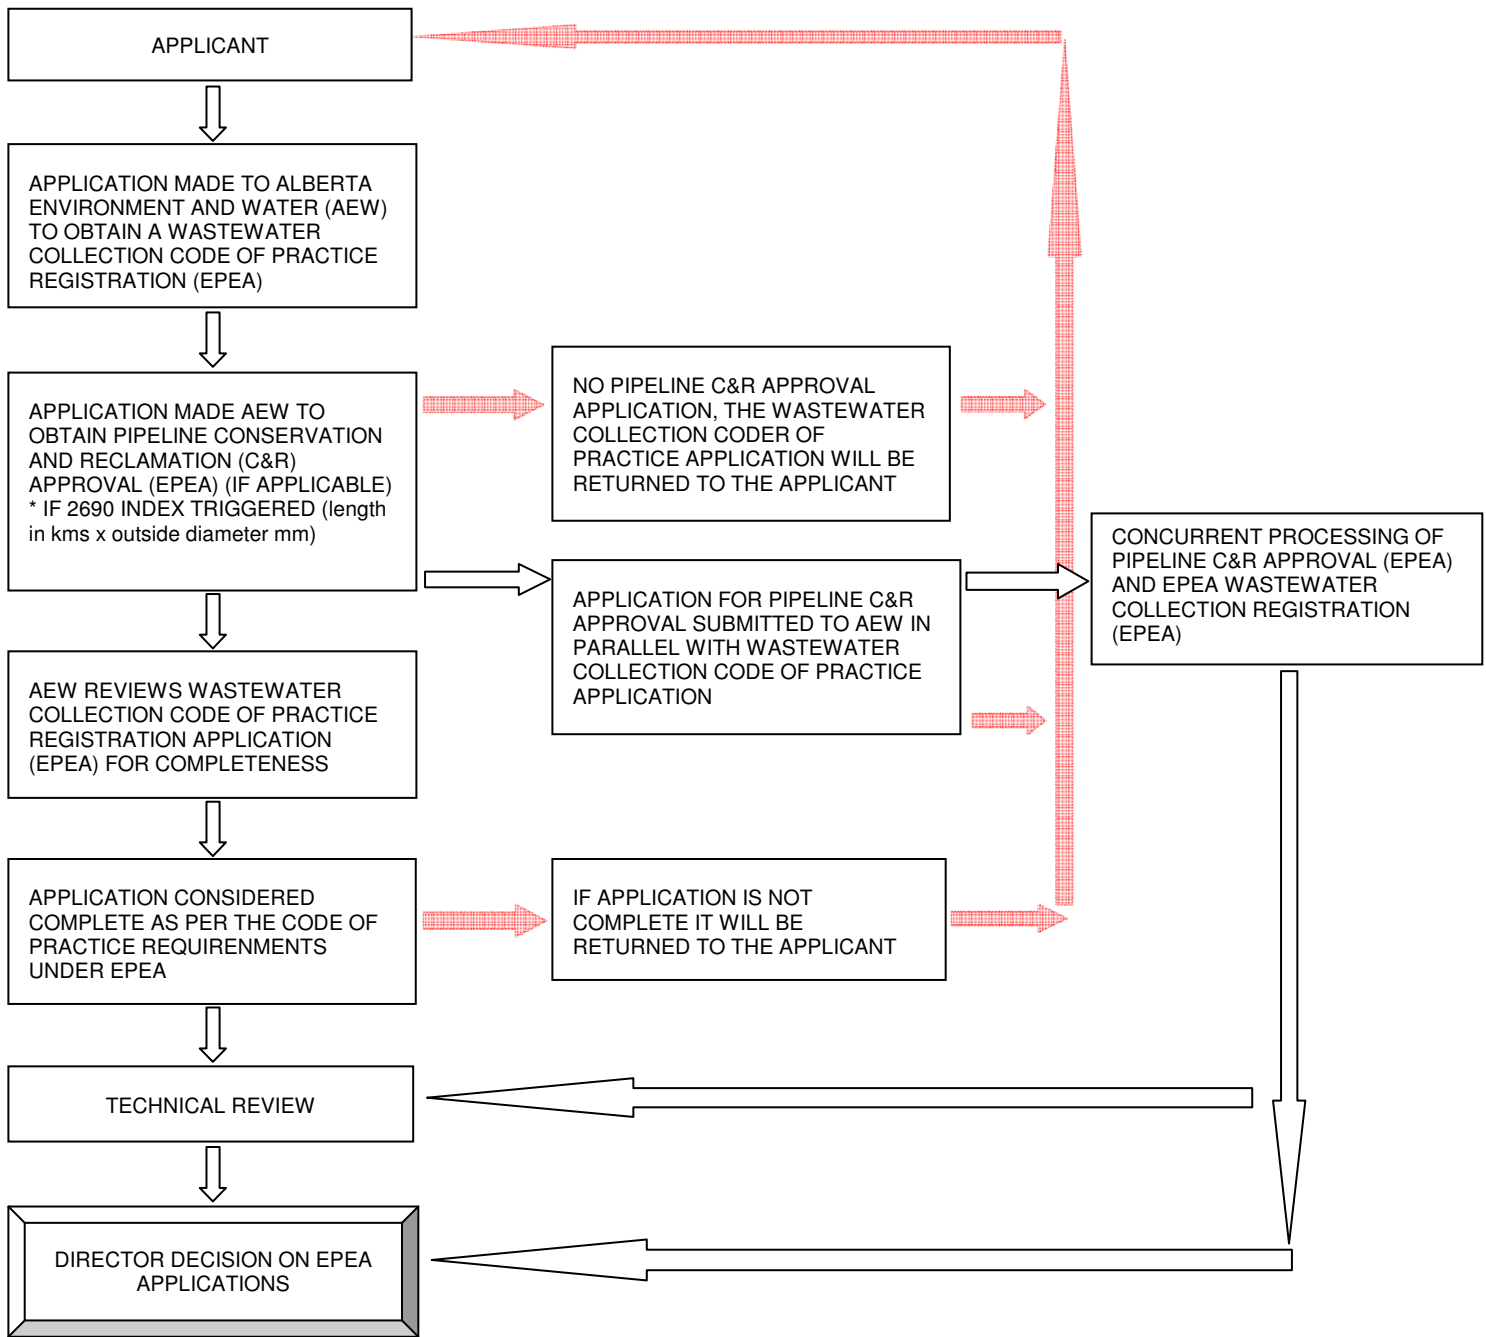 APPLICANT
APPLICATION MADE TO ALBERTA
ENVIRONMENT AND WATER (AEW)
TO OBTAIN A WASTEWATER
COLLECTION CODE OF PRACTICE
REGISTRATION (EPEA)
APPLICATION MADE AEW TO
OBTAIN PIPELINE CONSERVATION
AND RECLAMATION (C&R)
APPROVAL (EPEA) (IF APPLICABLE)
* IF 2690 INDEX TRIGGERED (length
in kms x outside diameter mm)
NO PIPELINE C&R APPROVAL
APPLICATION, THE WASTEWATER
COLLECTION CODER OF
PRACTICE APPLICATION WILL BE
RETURNED TO THE APPLICANT
APPLICATION FOR PIPELINE C&R
APPROVAL SUBMITTED TO AEW IN
PARALLEL WITH WASTEWATER
COLLECTION CODE OF PRACTICE
APPLICATION
CONCURRENT PROCESSING OF
PIPELINE C&R APPROVAL (EPEA)
AND EPEA WASTEWATER
COLLECTION REGISTRATION
(EPEA)
AEW REVIEWS WASTEWATER
COLLECTION CODE OF PRACTICE
REGISTRATION APPLICATION
(EPEA) FOR COMPLETENESS
APPLICATION CONSIDERED
COMPLETE AS PER THE CODE OF
PRACTICE REQUIRENMENTS
UNDER EPEA
IF APPLICATION IS NOT
COMPLETE IT WILL BE
RETURNED TO THE APPLICANT
TECHNICAL REVIEW
DIRECTOR DECISION ON EPEA
APPLICATIONS